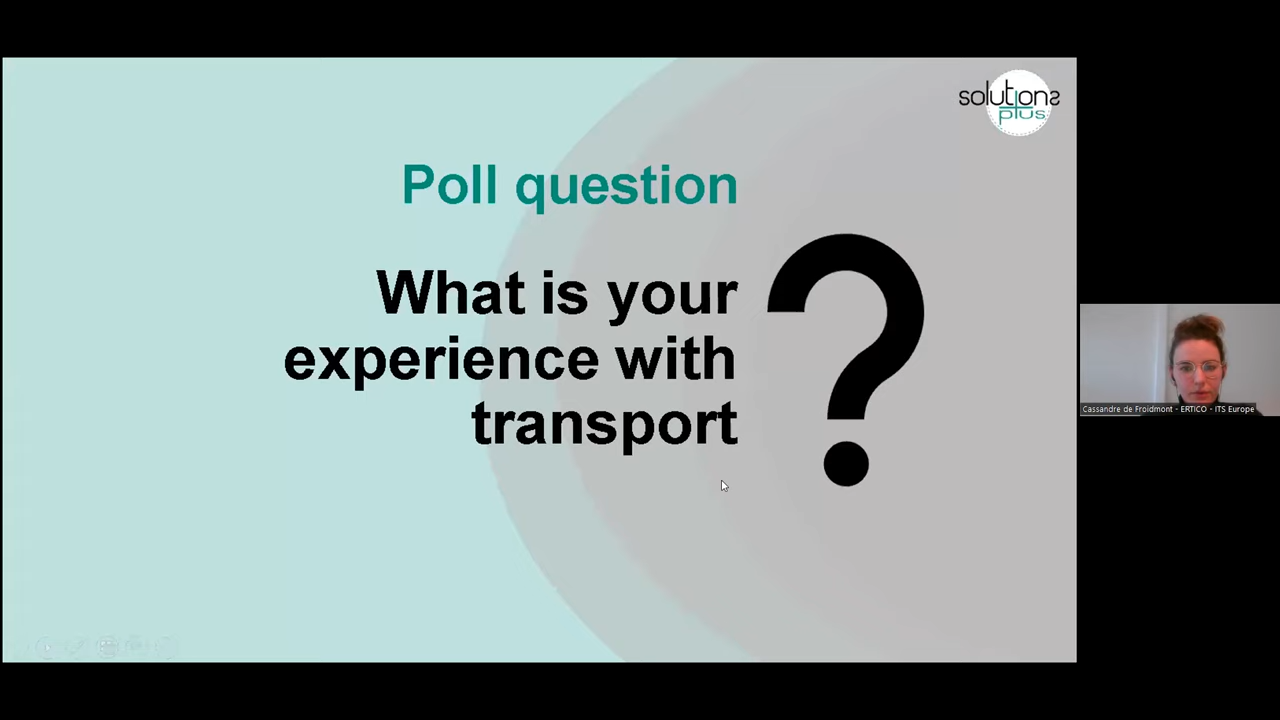 solutions
plus
Poll question
What is your
experience with
transport
?
Cassandre de Froidmont - ERTICO - ITS Europe